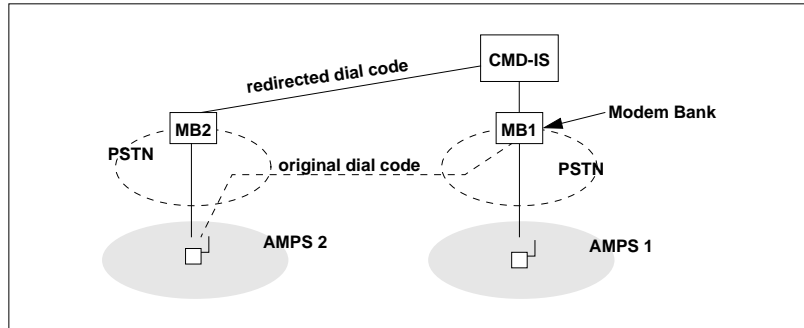 CMD-IS
redirected dial code
MB2
MB1
Modem Bank
PSTN
original dial code
PSTN
AMPS 2
AMPS 1